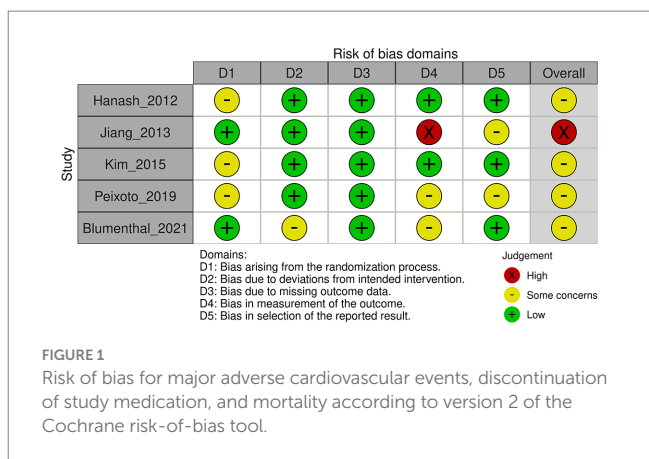 Risk of bias domains
D1 D2 D3 D4 D5 Overall
Study
Hanash_2012 - + + + + -
Jiang_2013 + + + X - X
Kim_2015 - + + + + -
Peixoto_2019 - + + - - -
Blumenthal_2021 + - + - + -
Domains:
D1: Bias arising from the randomization process.
D2: Bias due to deviations from intended intervention.
D3: Bias due to missing outcome data.
D4: Bias in measurement of the outcome.
D5: Bias in selection of the reported result.
Judgement
X High
- Some concerns
+ Low
FIGURE 1
Risk of bias for major adverse cardiovascular events, discontinuation
of study medication, and mortality according to version 2 of the
Cochrane risk-of-bias tool.